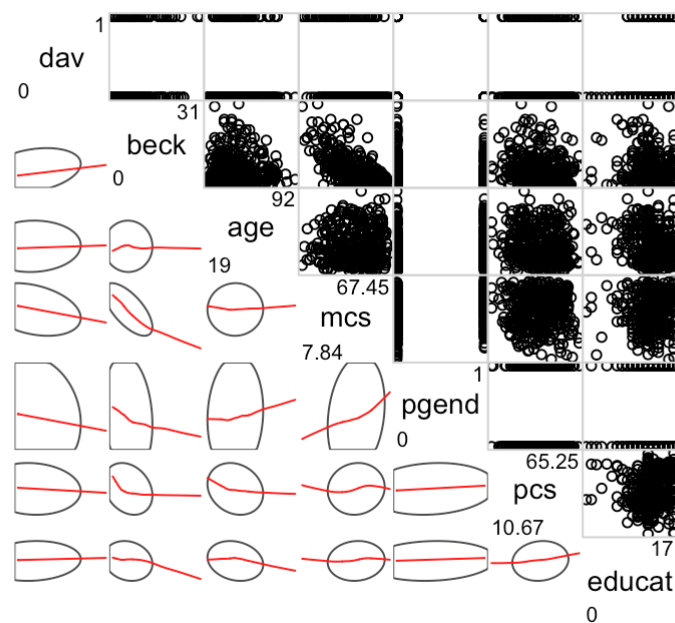 1
dav
0
31
beck
0
92
age
19
67.45
mcs
7.84
1
pgend
0
65.25
pcs
10.67
17
educat
0